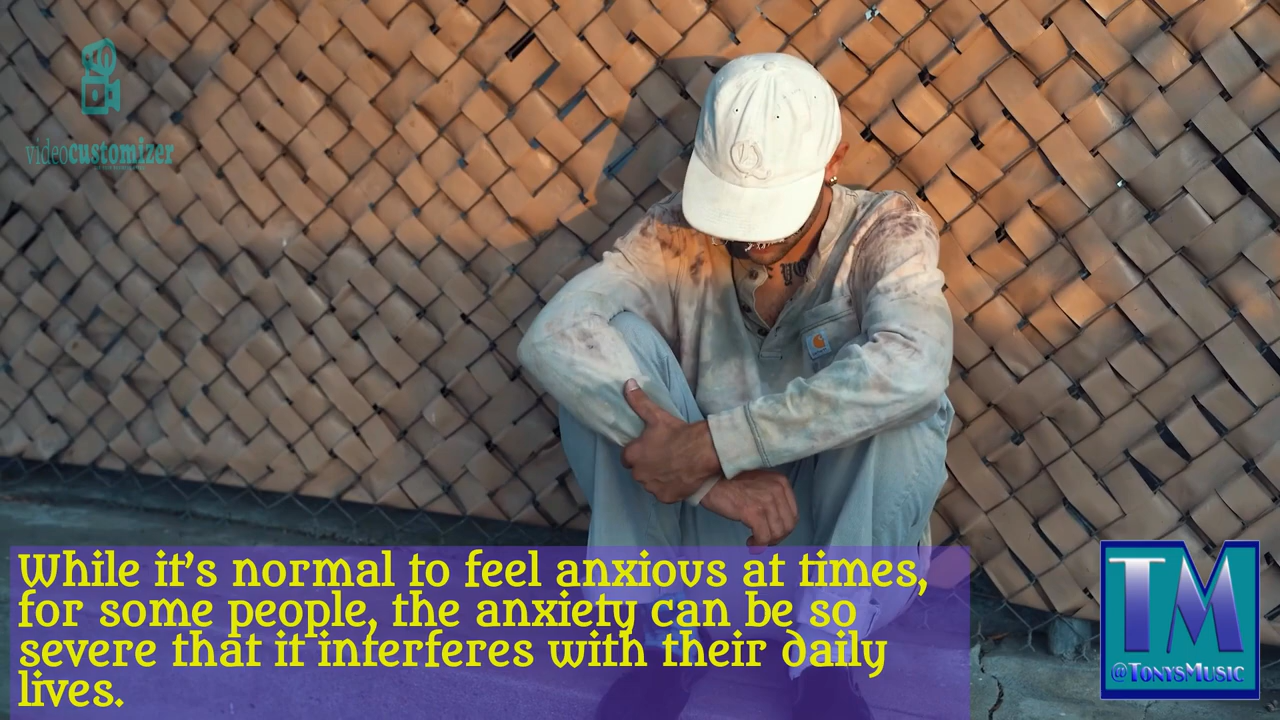 videocustomizer
While it's normal to feel anxious at times,
for some people, the anxiety can be so
severe that it interferes with their daily
lives.
TM
@TonysMusic